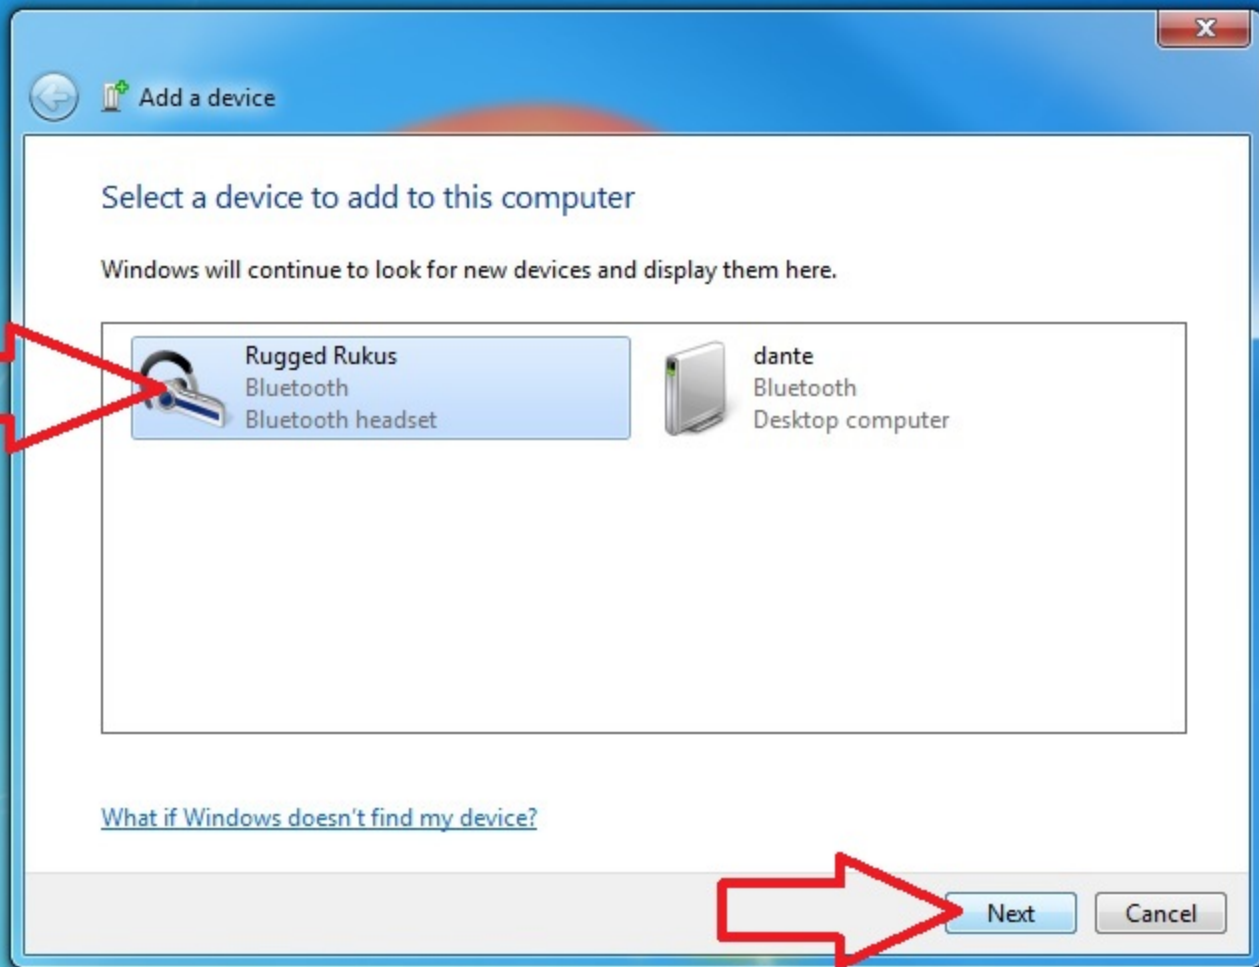 Add a device
Select a device to add to this computer
Windows will continue to look for new devices and display them here.
Rugged Rukus
Bluetooth
Bluetooth headset
dante
Bluetooth
Desktop computer
What if Windows doesn't find my device?
Next
Cancel